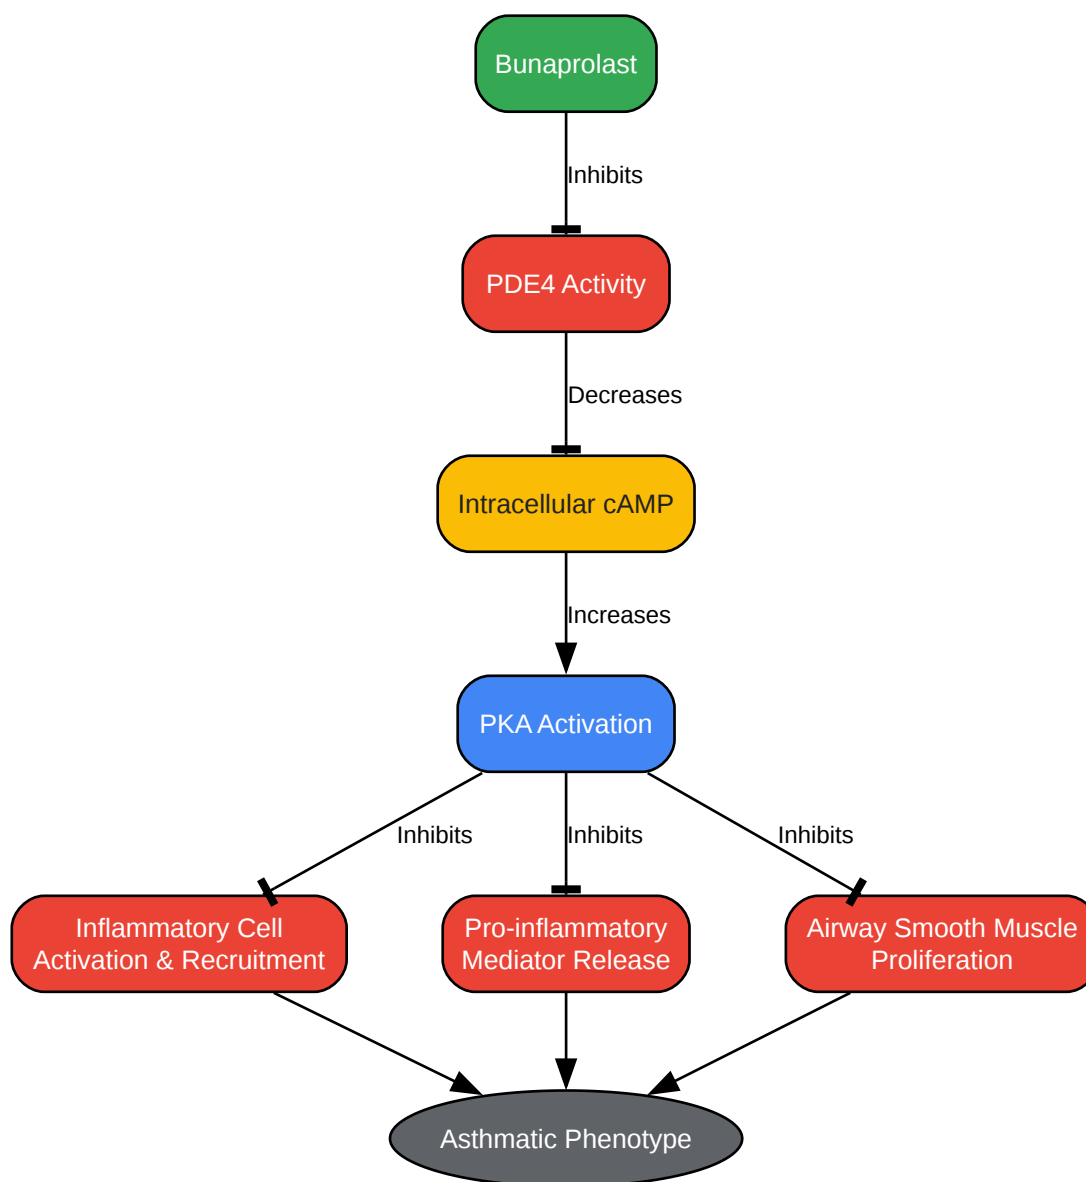 Bunaprolast
Inhibits
PDE4 Activity
Decreases
Intracellular cAMP
Increases
PKA Activation
Inhibits
Inhibits
Inhibits
Inflammatory Cell
Activation & Recruitment
Pro-inflammatory
Mediator Release
Airway Smooth Muscle
Proliferation
Asthmatic Phenotype